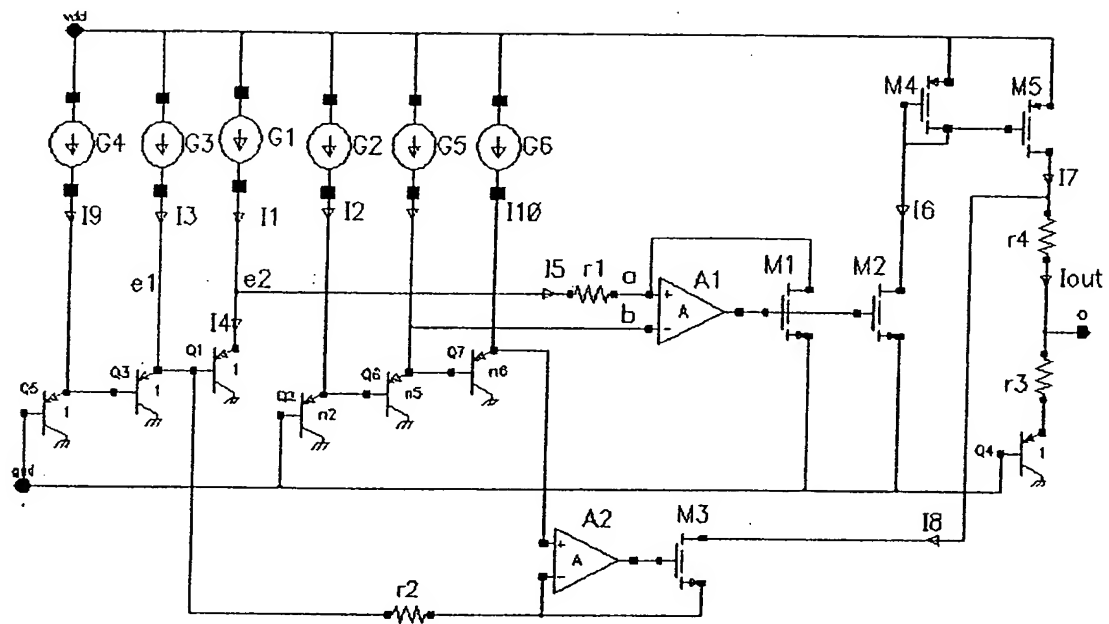 vdd
G4
G3
G1
G2
G5
G6
M4
M5
I9
I3
I1
I2
I10
I6
I7
r4
e1
e2
I5
r1
a
A1
M1
M2
Iout
o
b
A
I4
Q5
1
Q3
1
Q1
1
n2
Q6
n5
Q7
n6
r3
Q4
1
gnd
A2
M3
I8
A
r2